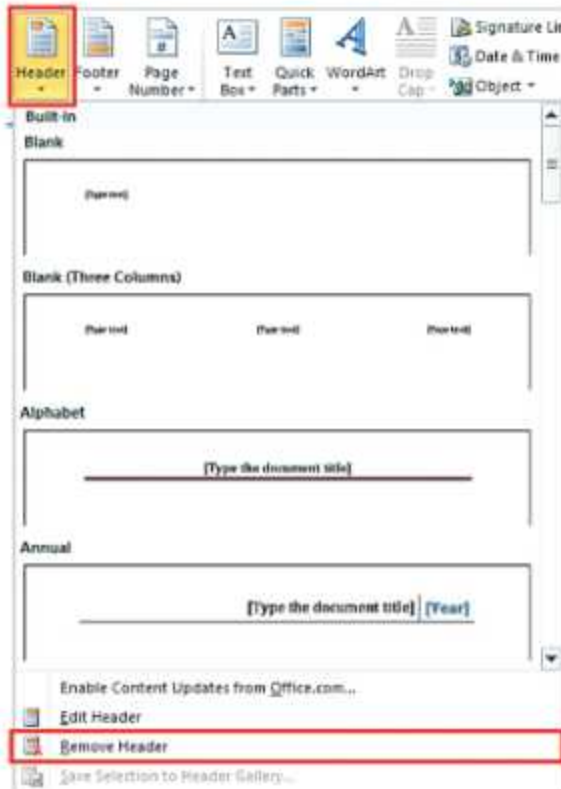 Header Footer Page Number Text Box Quick Parts WordArt Drop Cap
Signature Li
Date & Time
Object
Built-in
Blank
[Type text]
Blank (Three Columns)
[Type text] [Type text] [Type text]
Alphabet
[Type the document title]
Annual
[Type the document title] [Year]
Enable Content Updates from Office.com...
Edit Header
Remove Header
Save Selection to Header Gallery...